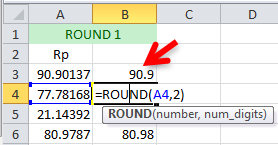 A B
1 ROUND 1
2 Rp
3 90.90137 90.9
4 77.78168 =ROUND(A4,2)
5 21.14392 ROUND(number, num_digits)
6 80.9787 80.98